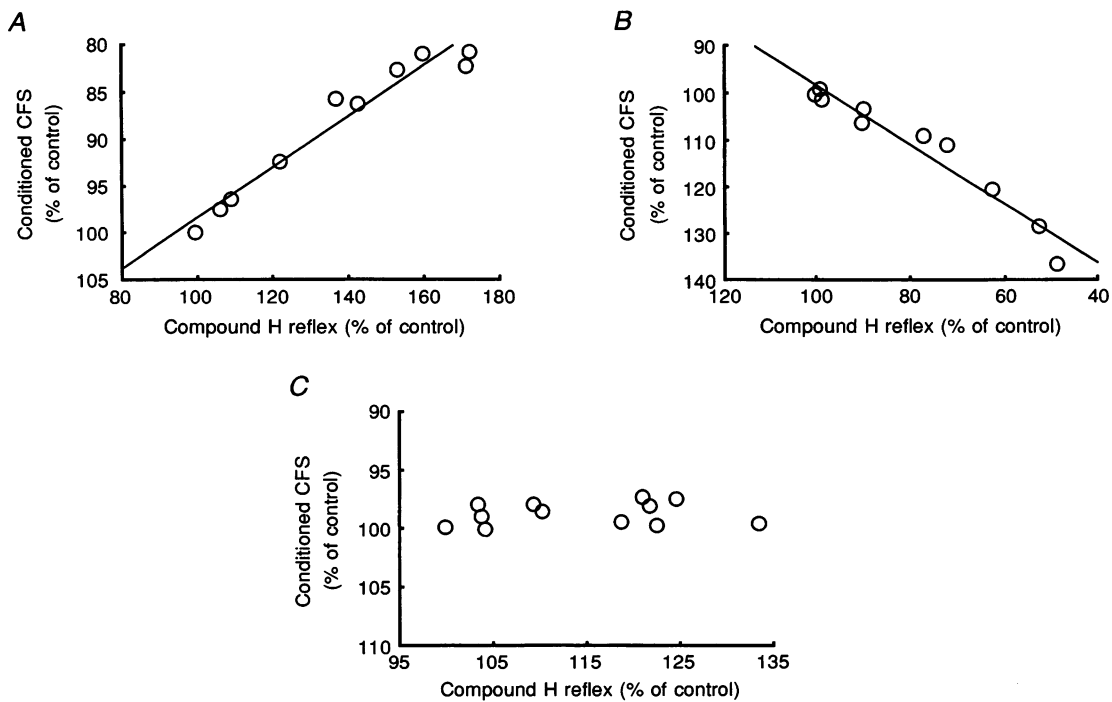 A
80
85
90
95
100
105
Conditioned CFS
(% of control)
80 100 120 140 160 180
Compound H reflex (% of control)
B
90
100
110
120
130
140
Conditioned CFS
(% of control)
120 100 80 60 40
Compound H reflex (% of control)
C
90
95
100
105
110
Conditioned CFS
(% of control)
95 105 115 125 135
Compound H reflex (% of control)